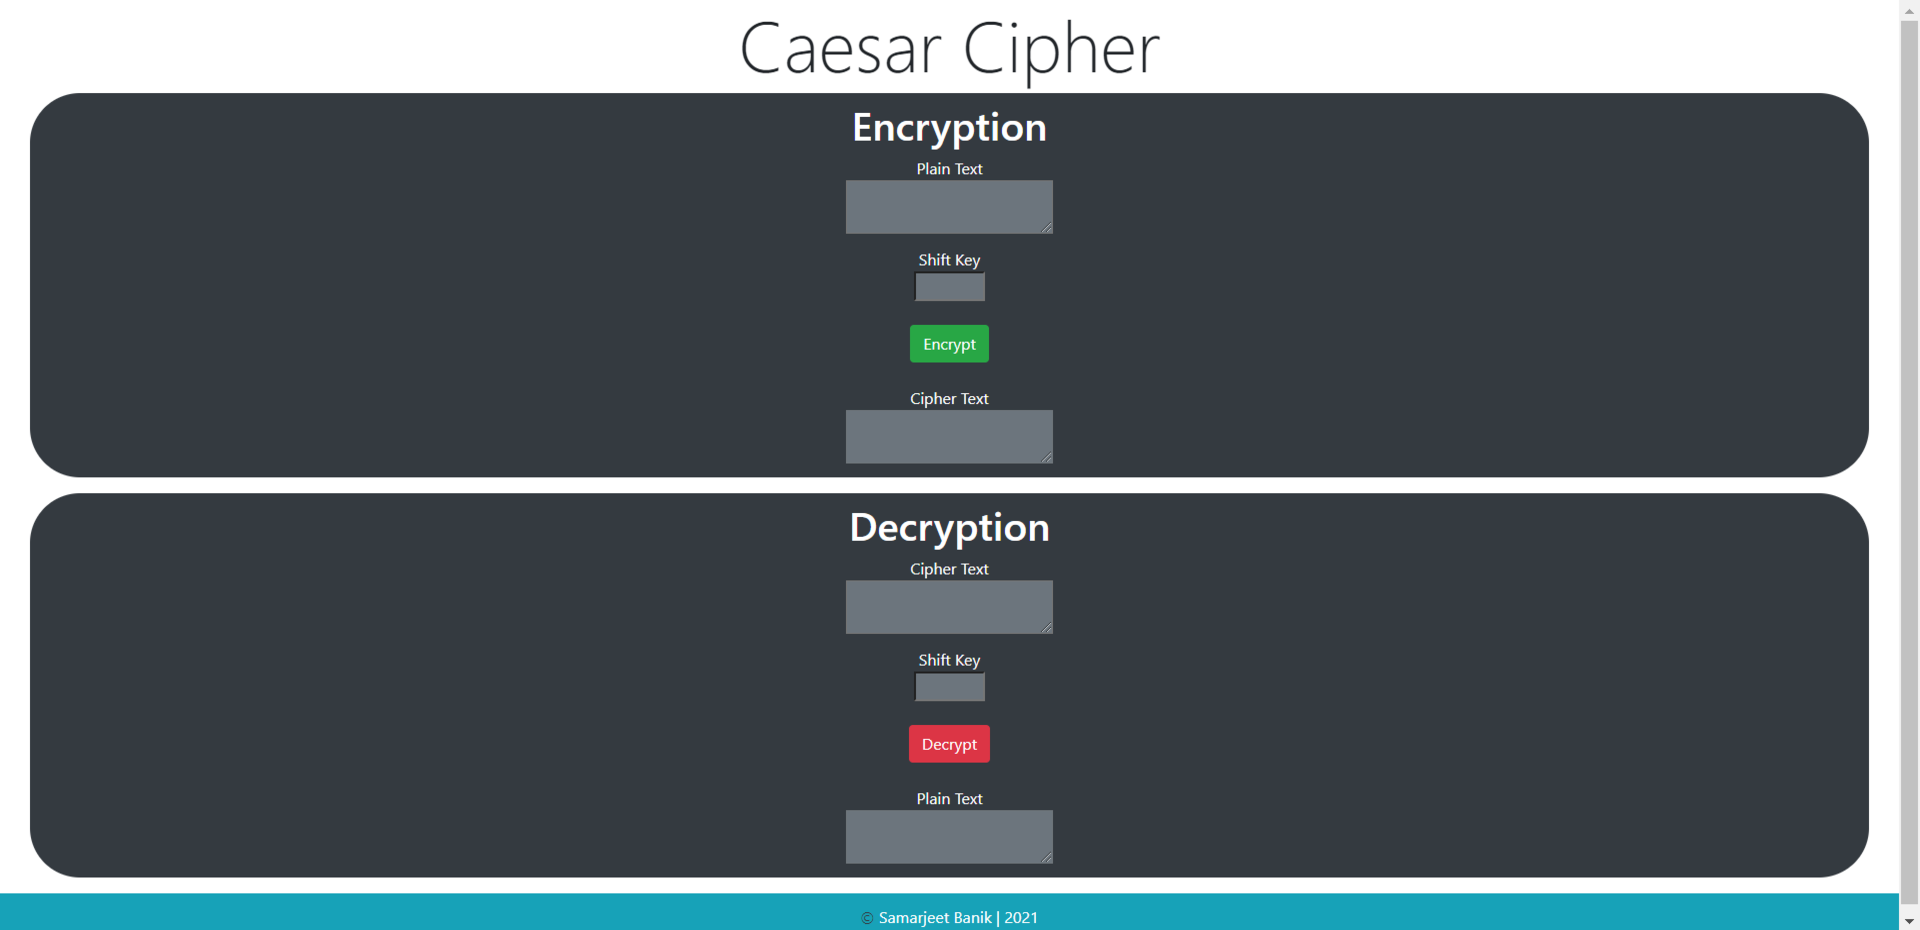 Caesar Cipher
Encryption
Plain Text
Shift Key
Encrypt
Cipher Text
Decryption
Cipher Text
Shift Key
Decrypt
Plain Text
© Samarjeet Banik | 2021